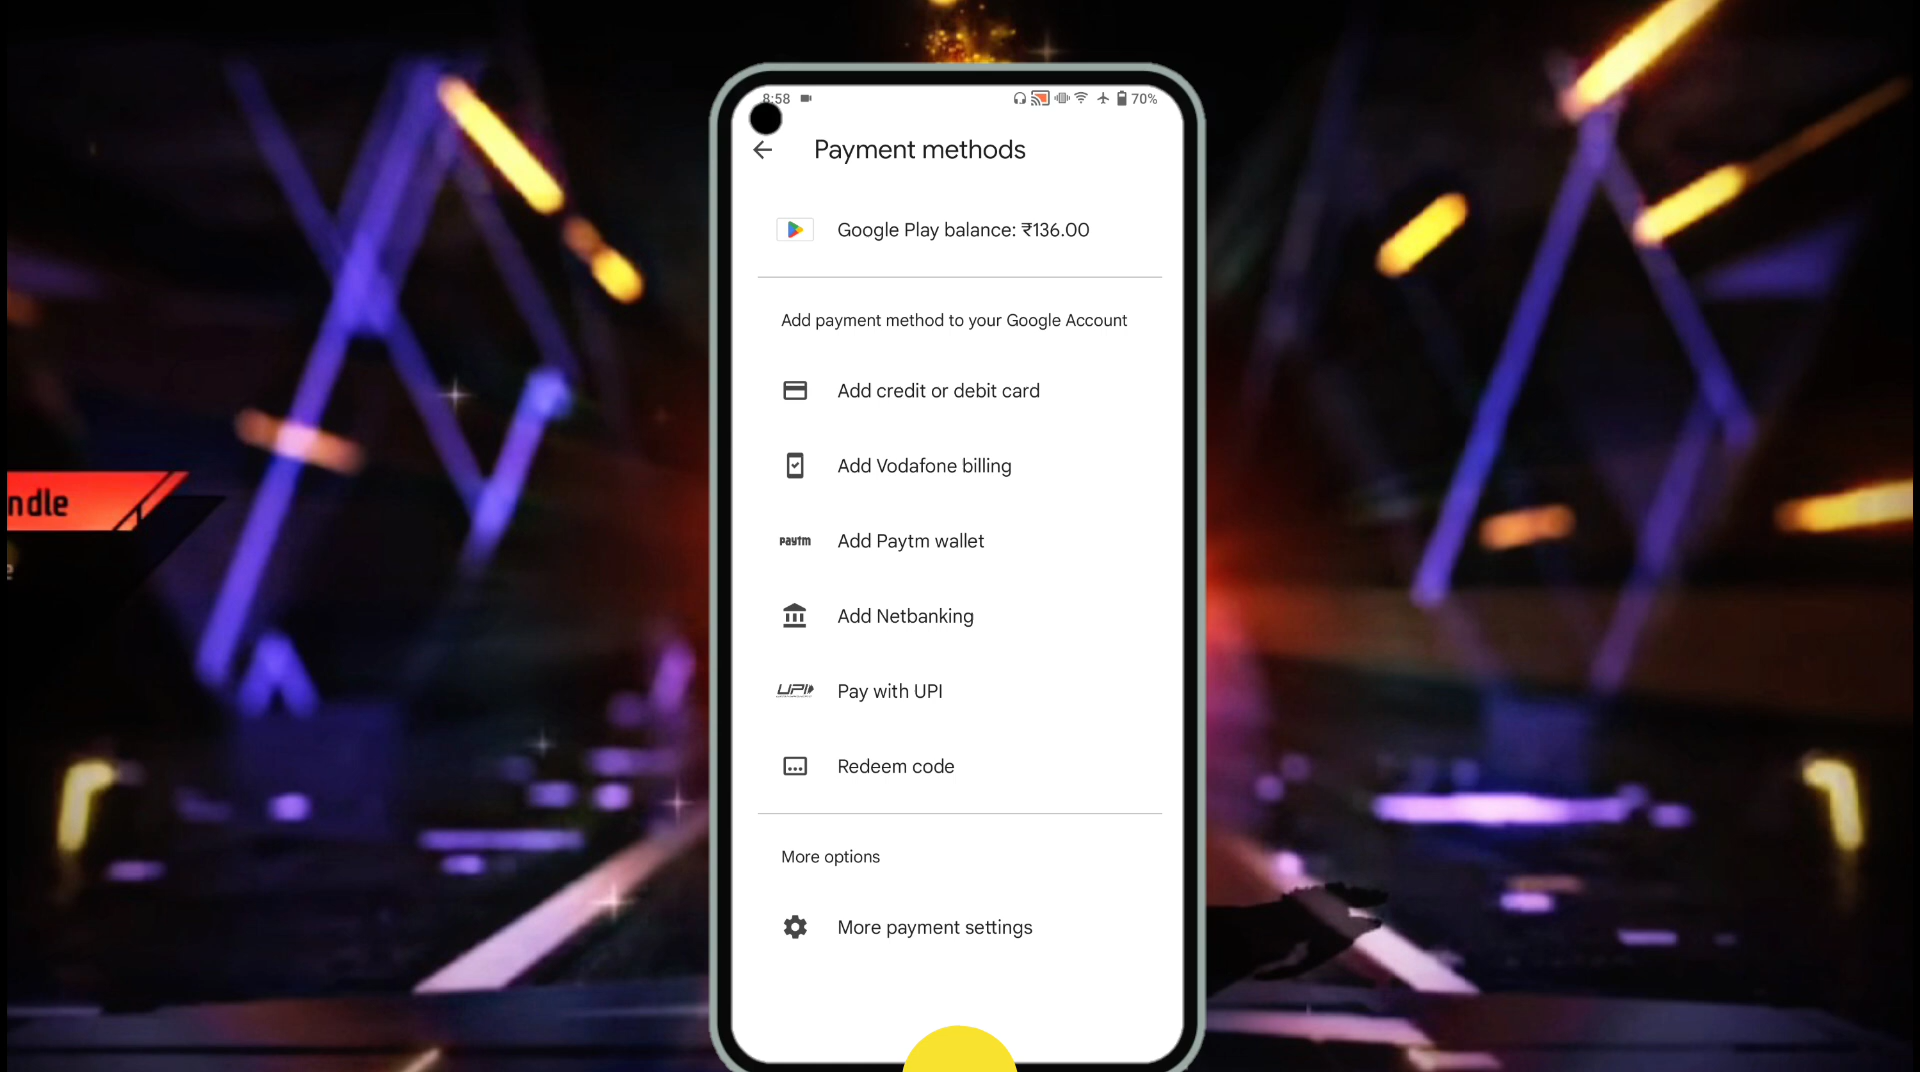 8:58
70%
Payment methods
Google Play balance: ₹136.00
Add payment method to your Google Account
Add credit or debit card
Add Vodafone billing
paytm Add Paytm wallet
Add Netbanking
UPI Pay with UPI
Redeem code
More options
More payment settings
ndle
e